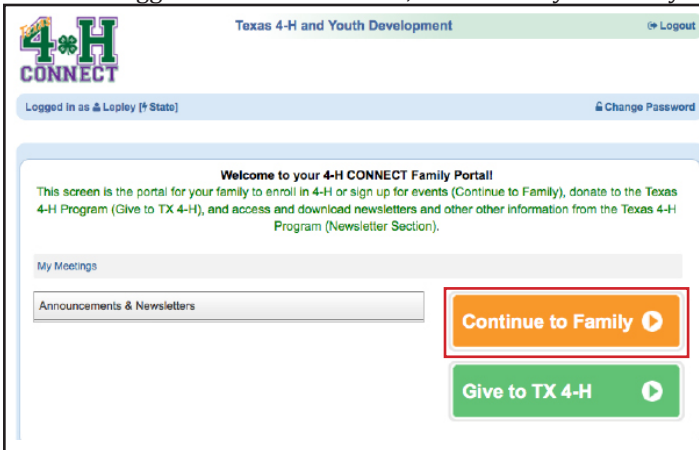 Texas 4-H and Youth Development
Logout
Texas
4 H
CONNECT
Logged in as Lepley [State]
Change Password
Welcome to your 4-H CONNECT Family Portal!
This screen is the portal for your family to enroll in 4-H or sign up for events (Continue to Family), donate to the Texas
4-H Program (Give to TX 4-H), and access and download newsletters and other other information from the Texas 4-H
Program (Newsletter Section).
My Meetings
Announcements & Newsletters
Continue to Family
Give to TX 4-H